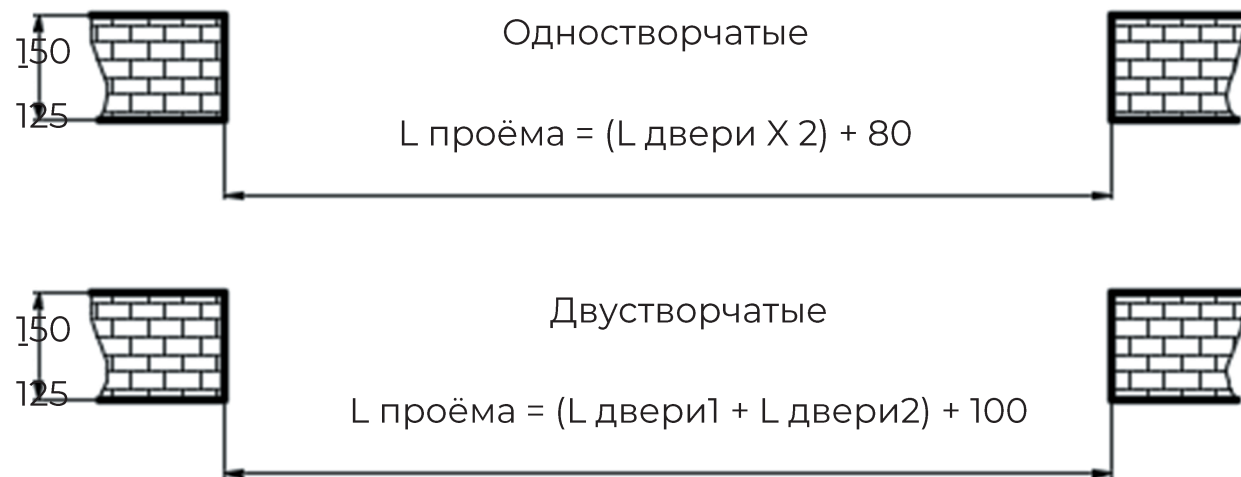 Одностворчатые
150
125
L проёма = (L двери X 2) + 80
Двустворчатые
150
125
L проёма = (L двери1 + L двери2) + 100